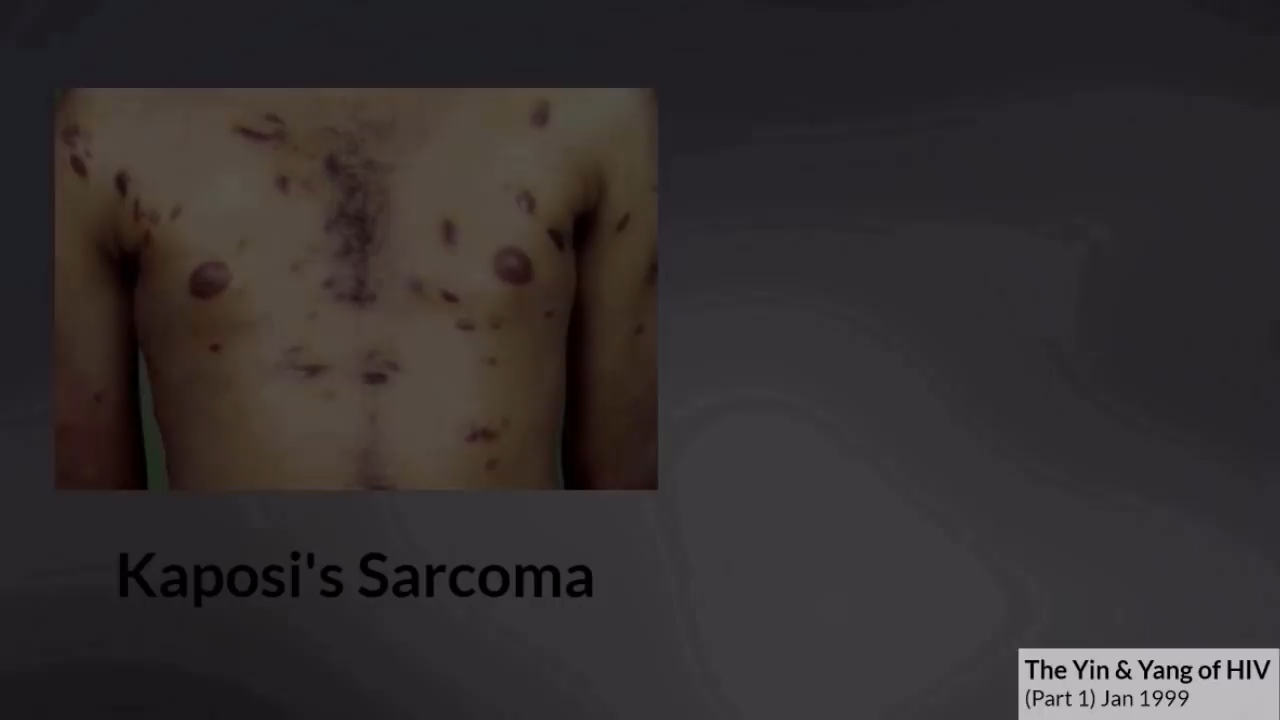 Kaposi's Sarcoma
The Yin & Yang of HIV
(Part 1) Jan 1999